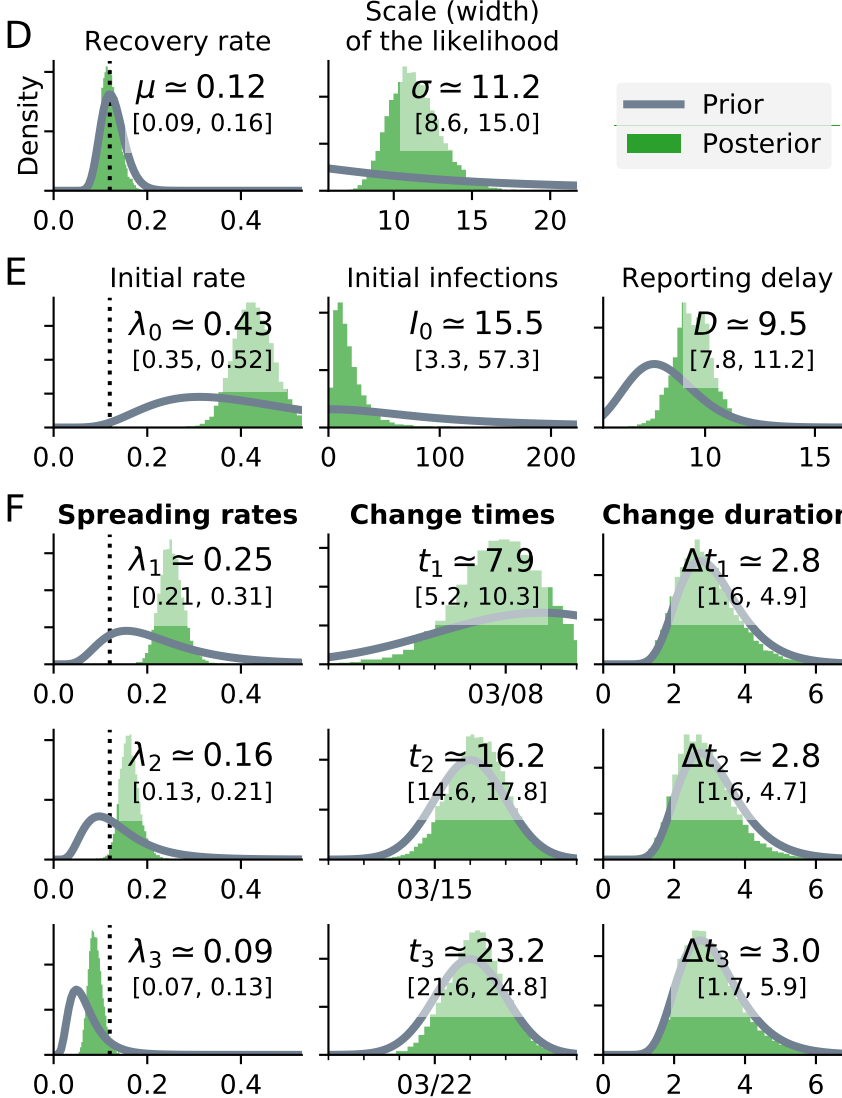 D
Recovery rate
Scale (width)
of the likelihood
Density
μ ≃ 0.12
[0.09, 0.16]
σ ≃ 11.2
[8.6, 15.0]
Prior
Posterior
0.0 0.2 0.4
10 15 20
E
Initial rate
Initial infections
Reporting delay
λ0 ≃ 0.43
[0.35, 0.52]
I0 ≃ 15.5
[3.3, 57.3]
D ≃ 9.5
[7.8, 11.2]
0.0 0.2 0.4
0 100 200
10 15
F
Spreading rates
Change times
Change duration
λ1 ≃ 0.25
[0.21, 0.31]
t1 ≃ 7.9
[5.2, 10.3]
Δt1 ≃ 2.8
[1.6, 4.9]
0.0 0.2 0.4
03/08
0 2 4 6
λ2 ≃ 0.16
[0.13, 0.21]
t2 ≃ 16.2
[14.6, 17.8]
Δt2 ≃ 2.8
[1.6, 4.7]
0.0 0.2 0.4
03/15
0 2 4 6
λ3 ≃ 0.09
[0.07, 0.13]
t3 ≃ 23.2
[21.6, 24.8]
Δt3 ≃ 3.0
[1.7, 5.9]
0.0 0.2 0.4
03/22
0 2 4 6